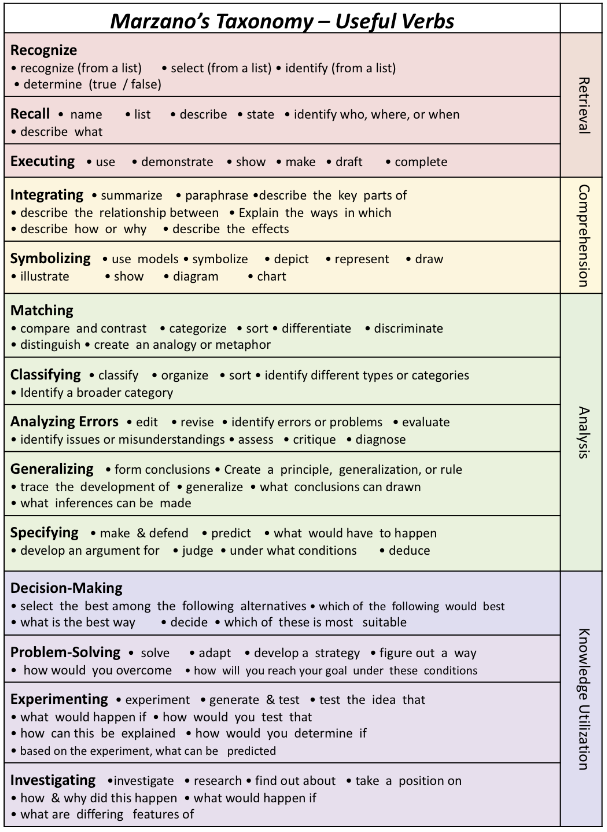 Marzano's Taxonomy – Useful Verbs
Recognize
• recognize (from a list) • select (from a list) • identify (from a list)
• determine (true / false)
Recall • name • list • describe • state • identify who, where, or when
• describe what
Executing • use • demonstrate • show • make • draft • complete
Retrieval
Integrating • summarize • paraphrase •describe the key parts of
• describe the relationship between • Explain the ways in which
• describe how or why • describe the effects
Symbolizing • use models • symbolize • depict • represent • draw
• illustrate • show • diagram • chart
Comprehension
Matching
• compare and contrast • categorize • sort • differentiate • discriminate
• distinguish • create an analogy or metaphor
Classifying • classify • organize • sort • identify different types or categories
• Identify a broader category
Analyzing Errors • edit • revise • identify errors or problems • evaluate
• identify issues or misunderstandings • assess • critique • diagnose
Generalizing • form conclusions • Create a principle, generalization, or rule
• trace the development of • generalize • what conclusions can drawn
• what inferences can be made
Specifying • make & defend • predict • what would have to happen
• develop an argument for • judge • under what conditions • deduce
Analysis
Decision-Making
• select the best among the following alternatives • which of the following would best
• what is the best way • decide • which of these is most suitable
Problem-Solving • solve • adapt • develop a strategy • figure out a way
• how would you overcome • how will you reach your goal under these conditions
Experimenting • experiment • generate & test • test the idea that
• what would happen if • how would you test that
• how can this be explained • how would you determine if
• based on the experiment, what can be predicted
Investigating •investigate • research • find out about • take a position on
• how & why did this happen • what would happen if
• what are differing features of
Knowledge Utilization